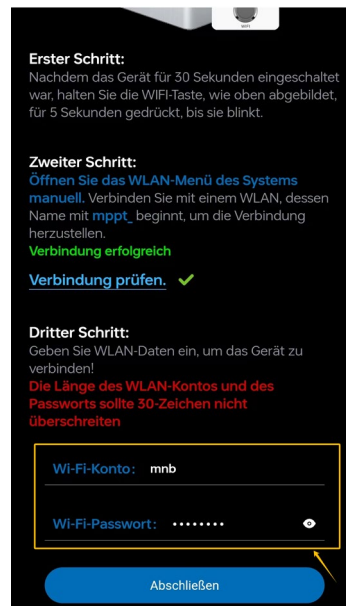 WIFI
Erster Schritt:
Nachdem das Gerät für 30 Sekunden eingeschaltet
war, halten Sie die WIFI-Taste, wie oben abgebildet,
für 5 Sekunden gedrückt, bis sie blinkt.
Zweiter Schritt:
Öffnen Sie das WLAN-Menü des Systems
manuell. Verbinden Sie mit einem WLAN, dessen
Name mit mppt_ beginnt, um die Verbindung
herzustellen.
Verbindung erfolgreich
Verbindung prüfen.
Dritter Schritt:
Geben Sie WLAN-Daten ein, um das Gerät zu
verbinden!
Die Länge des WLAN-Kontos und des
Passworts sollte 30-Zeichen nicht
überschreiten
Wi-Fi-Konto: mnb
Wi-Fi-Passwort: ••••••••
Abschließen